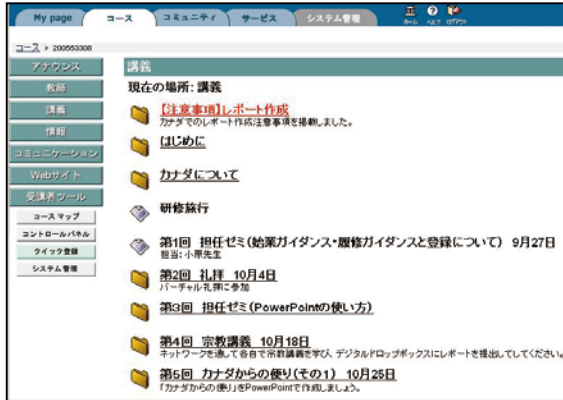 My page
コース
コミュニティ
サービス
システム管理
ホーム ヘルプ ログアウト
コース > 200553308
アナウンス
教師
講義
情報
コミュニケーション
Webサイト
受講者ツール
コースマップ
コントロールパネル
クイック登録
システム管理
講義
現在の場所: 講義
【注意事項】レポート作成
カナダでのレポート作成注意事項を掲載しました。
はじめに
カナダについて
研修旅行
第1回 担任ゼミ(始業ガイダンス・履修ガイダンスと登録について) 9月27日
担当: 小原先生
第2回 礼拝 10月4日
バーチャル礼拝に参加
第3回 担任ゼミ(PowerPointの使い方)
第4回 宗教講義 10月18日
ネットワークを通して各自で宗教講義を学び、デジタルドロップボックスにレポートを提出してしてください。
第5回 カナダからの便り(その1) 10月25日
「カナダからの便り」をPowerPointで作成しましょう。